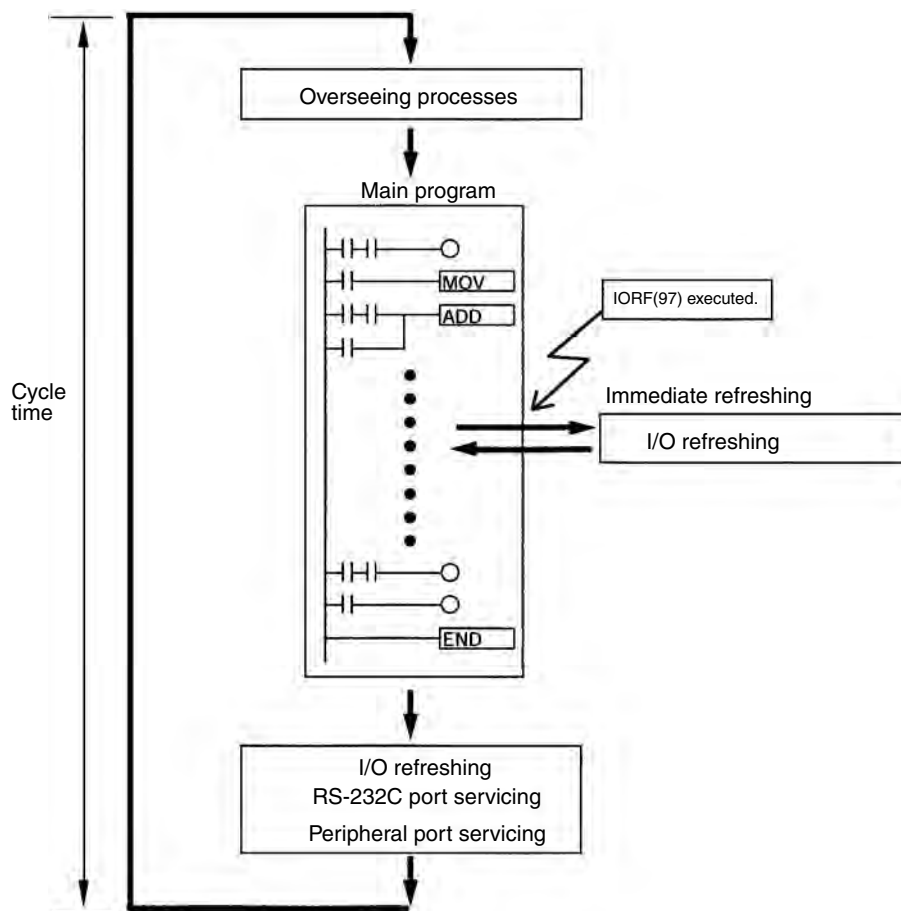 Overseeing processes
Main program
MOV
ADD
IORF(97) executed.
Cycle
time
Immediate refreshing
I/O refreshing
END
I/O refreshing
RS-232C port servicing
Peripheral port servicing